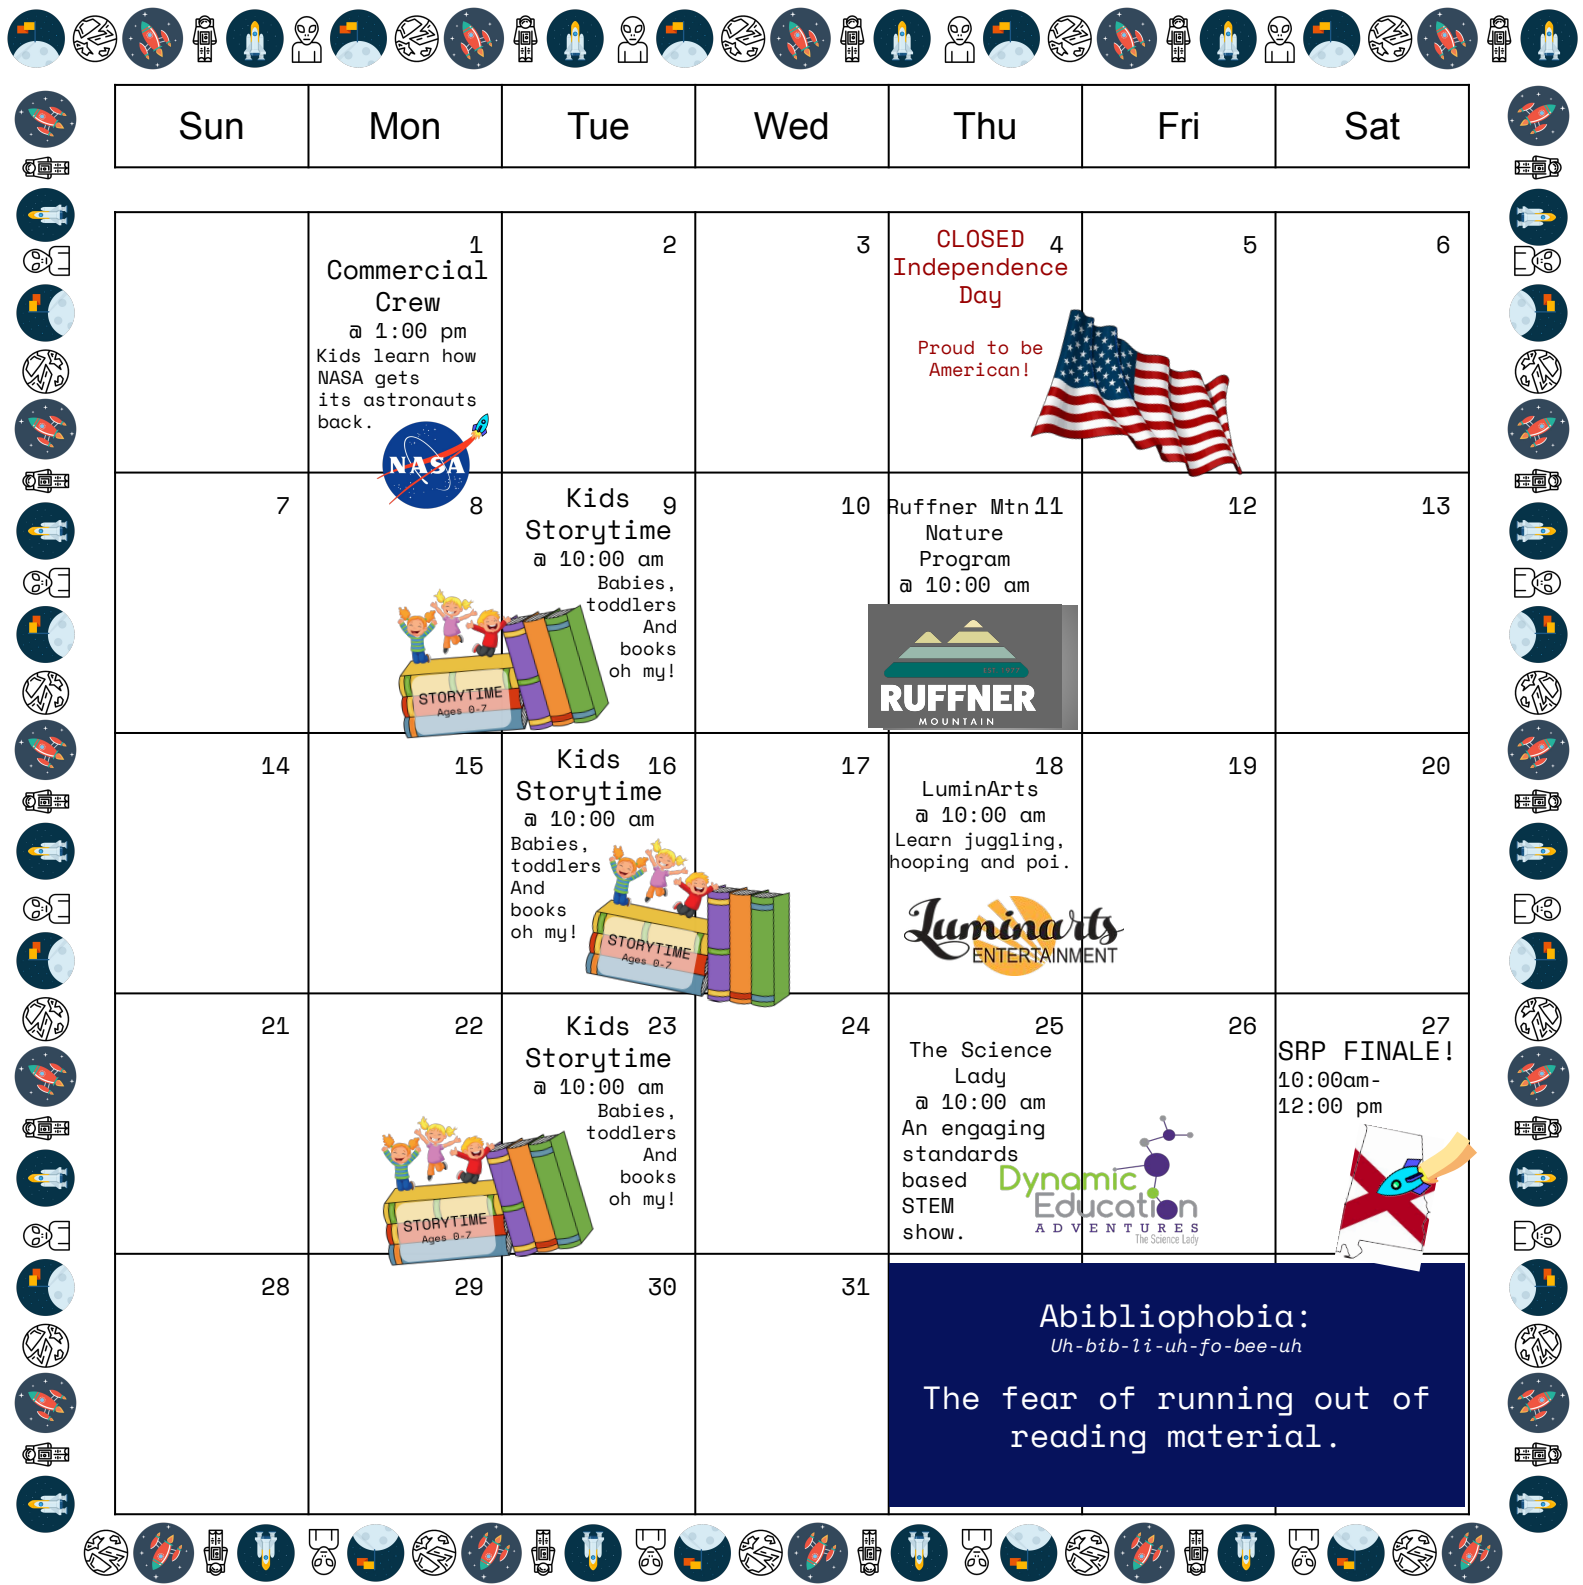 Sun Mon Tue Wed Thu Fri Sat
1
Commercial
Crew
@ 1:00 pm
Kids learn how
NASA gets
its astronauts
back.
NASA
2
3
CLOSED 4
Independence
Day
Proud to be
American!
5
6
7
8
Kids 9
Storytime
@ 10:00 am
Babies,
toddlers
And
books
oh my!
STORYTIME
Ages 0-7
10
Ruffner Mtn. 11
Nature
Program
@ 10:00 am
EST. 1977
RUFFNER
MOUNTAIN
12
13
14
15
Kids 16
Storytime
@ 10:00 am
Babies,
toddlers
And
books
oh my!
STORYTIME
Ages 0-7
17
18
LuminArts
@ 10:00 am
Learn juggling,
hooping and poi.
Luminarts
ENTERTAINMENT
19
20
21
22
Kids 23
Storytime
@ 10:00 am
Babies,
toddlers
And
books
oh my!
STORYTIME
Ages 0-7
24
25
The Science
Lady
@ 10:00 am
An engaging
standards
based
STEM
show.
Dynamic
Education
ADVENTURES
The Science Lady
26
27
SRP FINALE!
10:00am-
12:00 pm
28
29
30
31
Abibliophobia:
Uh-bib-li-uh-fo-bee-uh
The fear of running out of
reading material.